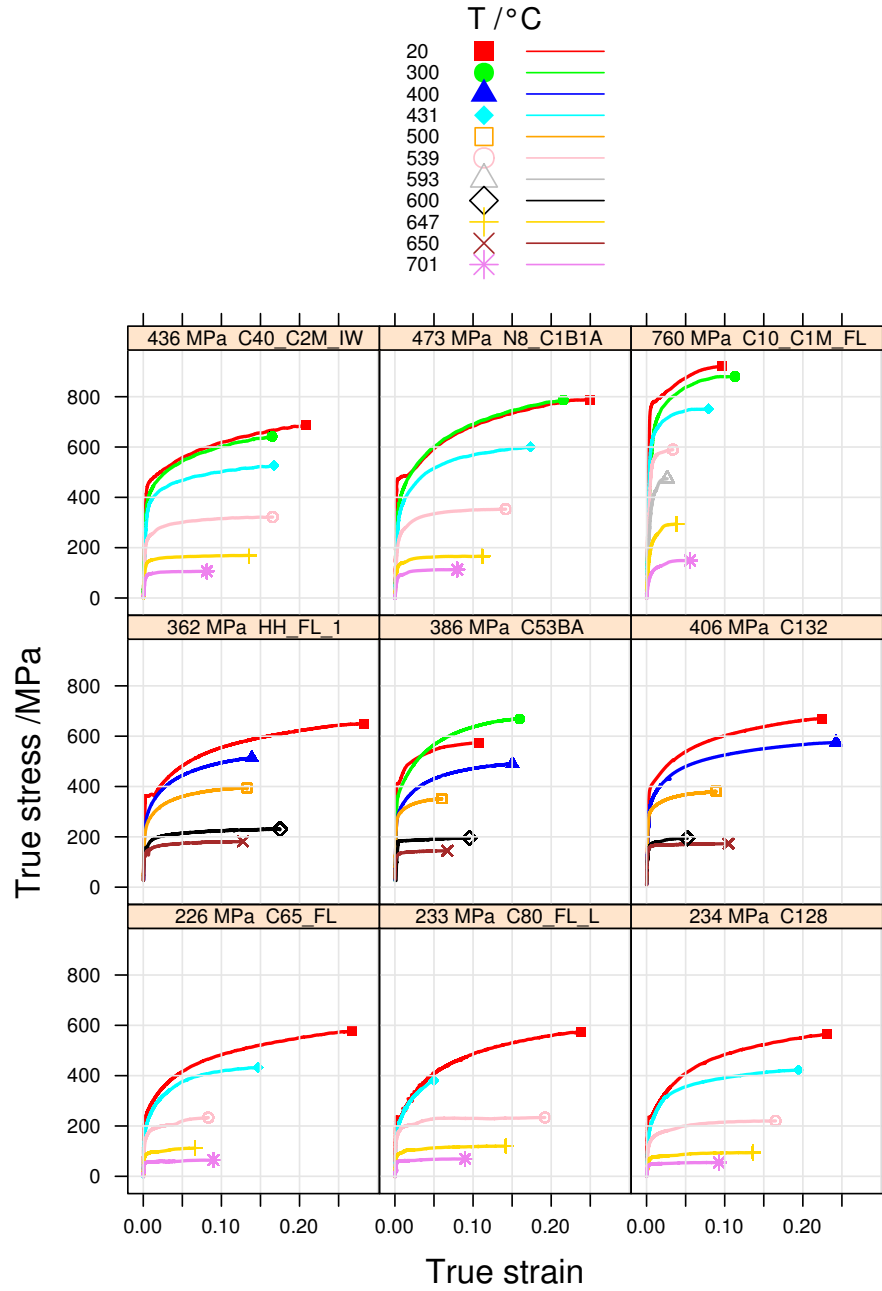 T /°C
20
300
400
431
500
539
593
600
647
650
701
436 MPa C40_C2M_IW
473 MPa N8_C1B1A
760 MPa C10_C1M_FL
800
600
400
200
0
362 MPa HH_FL_1
386 MPa C53BA
406 MPa C132
800
600
400
200
0
226 MPa C65_FL
233 MPa C80_FL_L
234 MPa C128
800
600
400
200
0
True stress /MPa
0.00 0.10 0.20
0.00 0.10 0.20
0.00 0.10 0.20
True strain